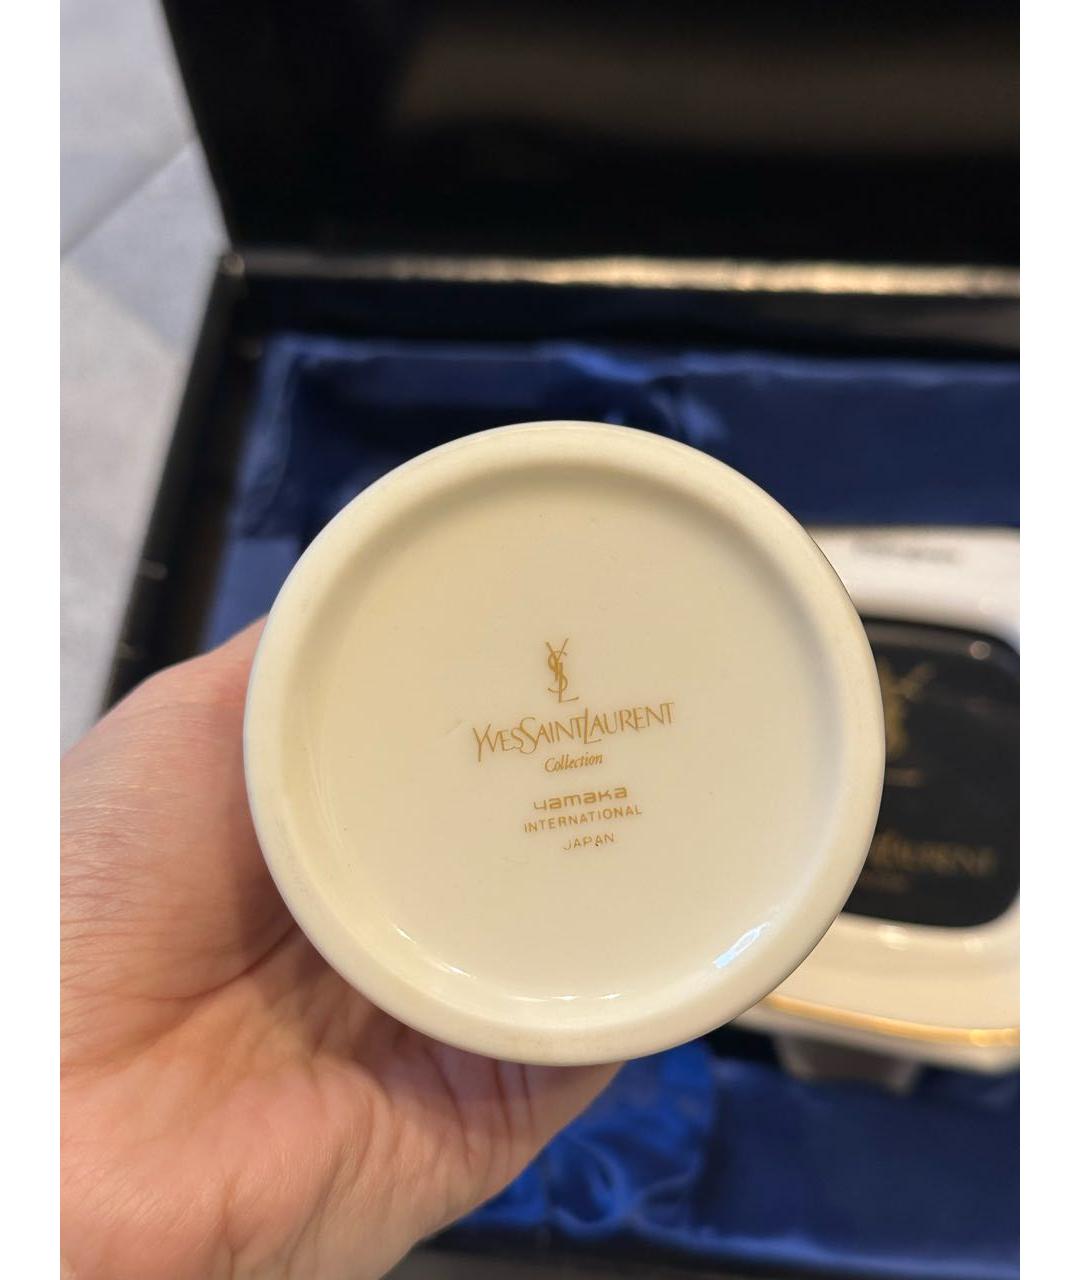 YSL
YVESSAINTLAURENT
Collection
yamaka
INTERNATIONAL
JAPAN